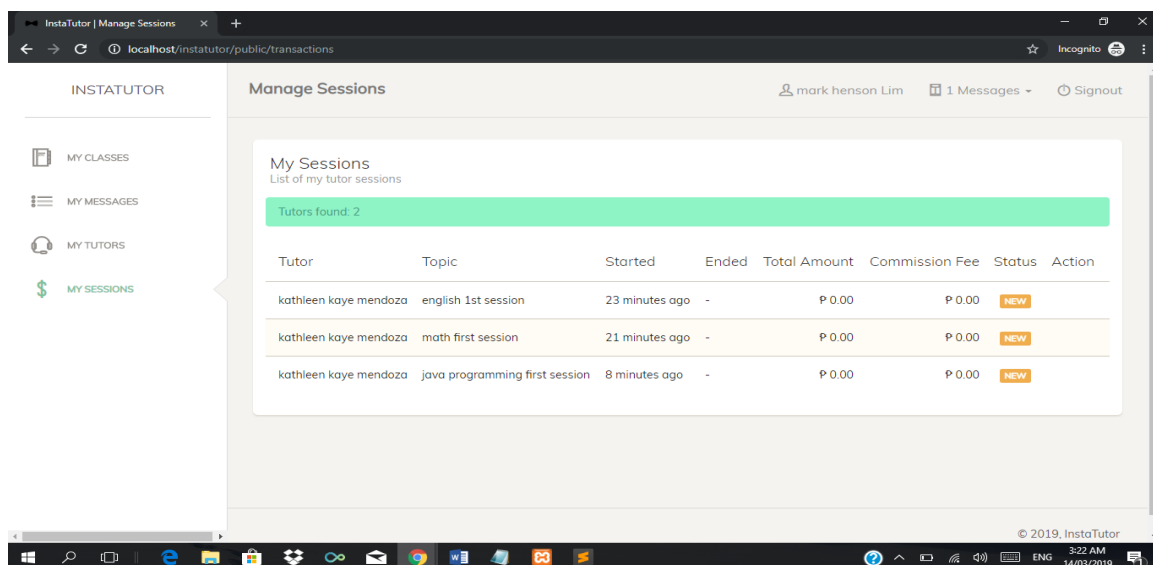 InstaTutor | Manage Sessions
localhost/instatutor/public/transactions
Incognito
INSTATUTOR
Manage Sessions
mark henson Lim
1 Messages
Signout
MY CLASSES
MY MESSAGES
MY TUTORS
$ MY SESSIONS
My Sessions
List of my tutor sessions
Tutors found: 2
Tutor Topic Started Ended Total Amount Commission Fee Status Action
kathleen kaye mendoza english 1st session 23 minutes ago - ₱ 0.00 ₱ 0.00 NEW
kathleen kaye mendoza math first session 21 minutes ago - ₱ 0.00 ₱ 0.00 NEW
kathleen kaye mendoza java programming first session 8 minutes ago - ₱ 0.00 ₱ 0.00 NEW
© 2019, InstaTutor
ENG
3:22 AM
14/03/2019